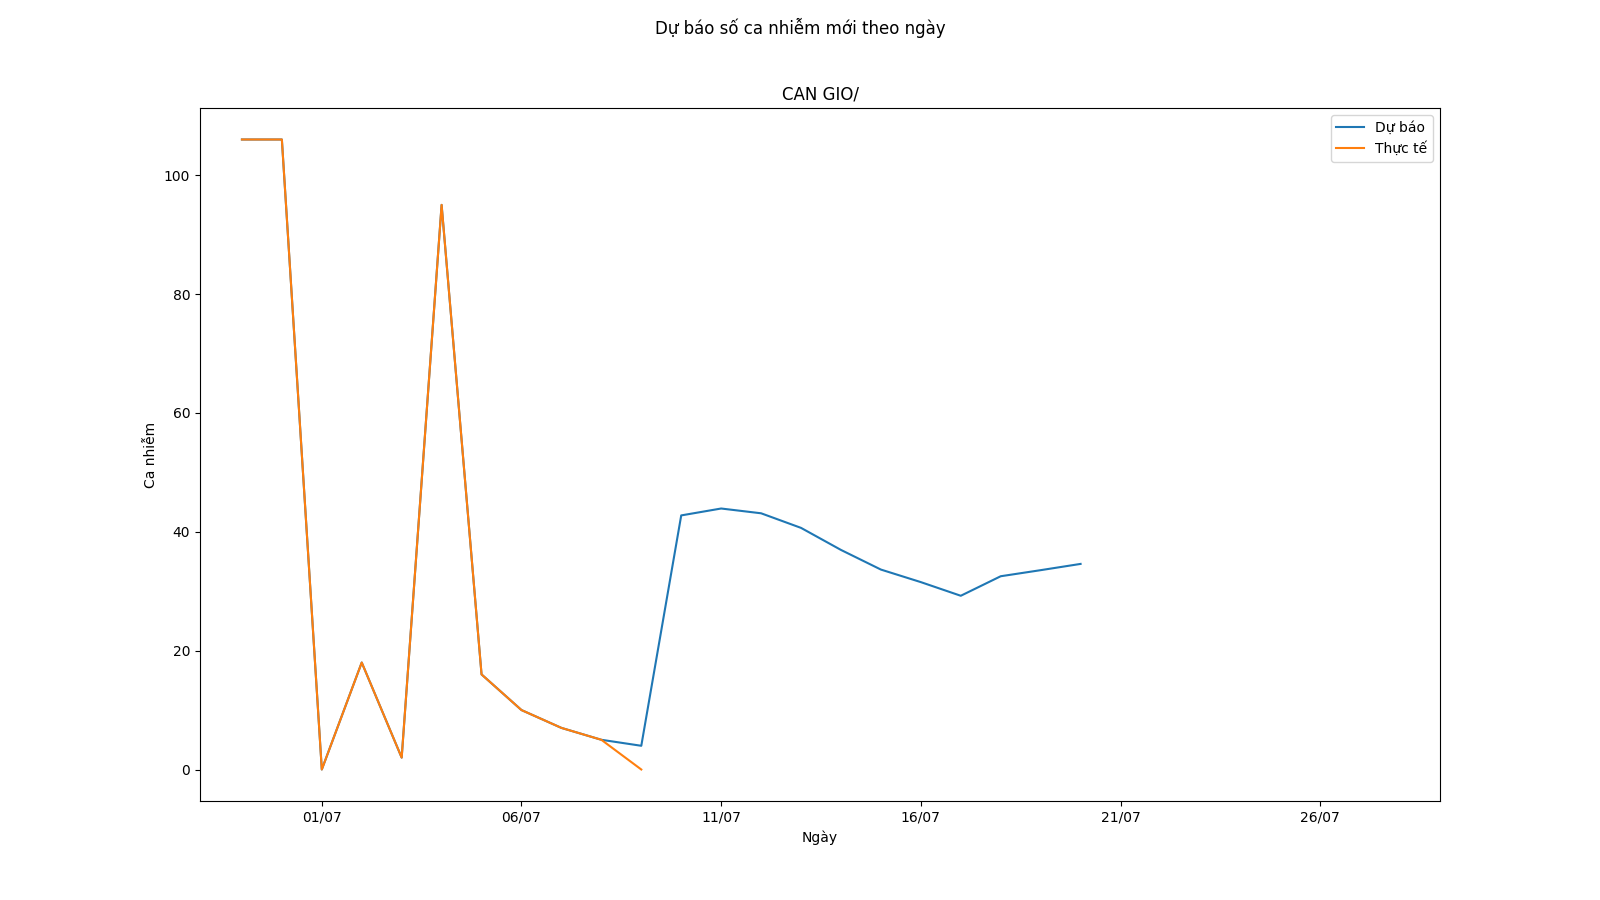 Dự báo số ca nhiễm mới theo ngày
CAN GIO/
Dự báo
Thực tế
100
80
60
40
20
0
Ca nhiễm
01/07
06/07
11/07
16/07
21/07
26/07
Ngày